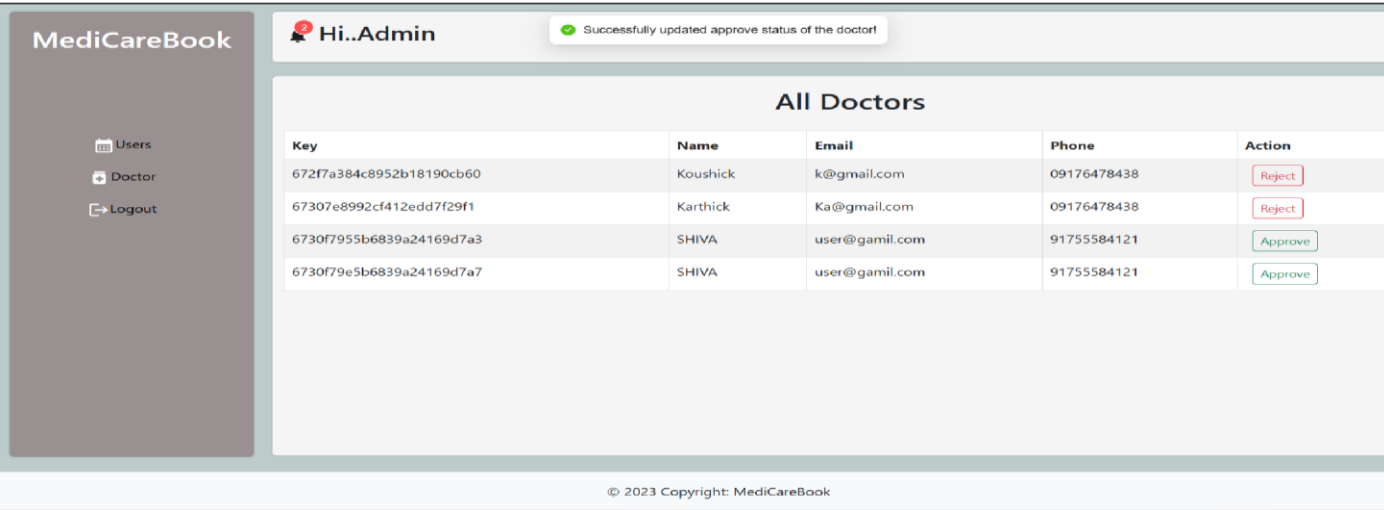 MediCareBook
2 Hi..Admin
Successfully updated approve status of the doctor!
Users
Doctor
Logout
All Doctors
Key Name Email Phone Action
672f7a384c8952b18190cb60 Koushick k@gmail.com 09176478438 Reject
67307e8992cf412edd7f29f1 Karthick Ka@gmail.com 09176478438 Reject
6730f7955b6839a24169d7a3 SHIVA user@gamil.com 91755584121 Approve
6730f79e5b6839a24169d7a7 SHIVA user@gamil.com 91755584121 Approve
© 2023 Copyright: MediCareBook